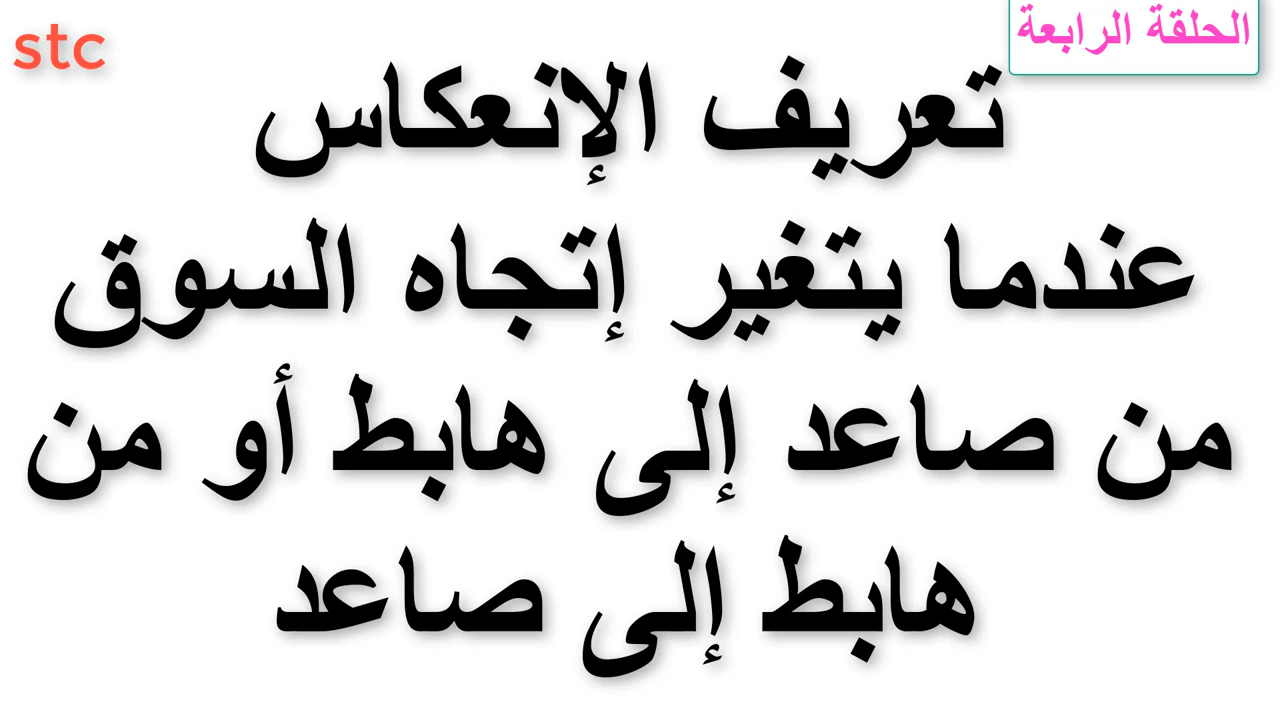 الحلقة الرابعة
stc
تعريف الإنعكاس
عندما يتغير إتجاه السوق
من صاعد إلى هابط أو من
هابط إلى صاعد